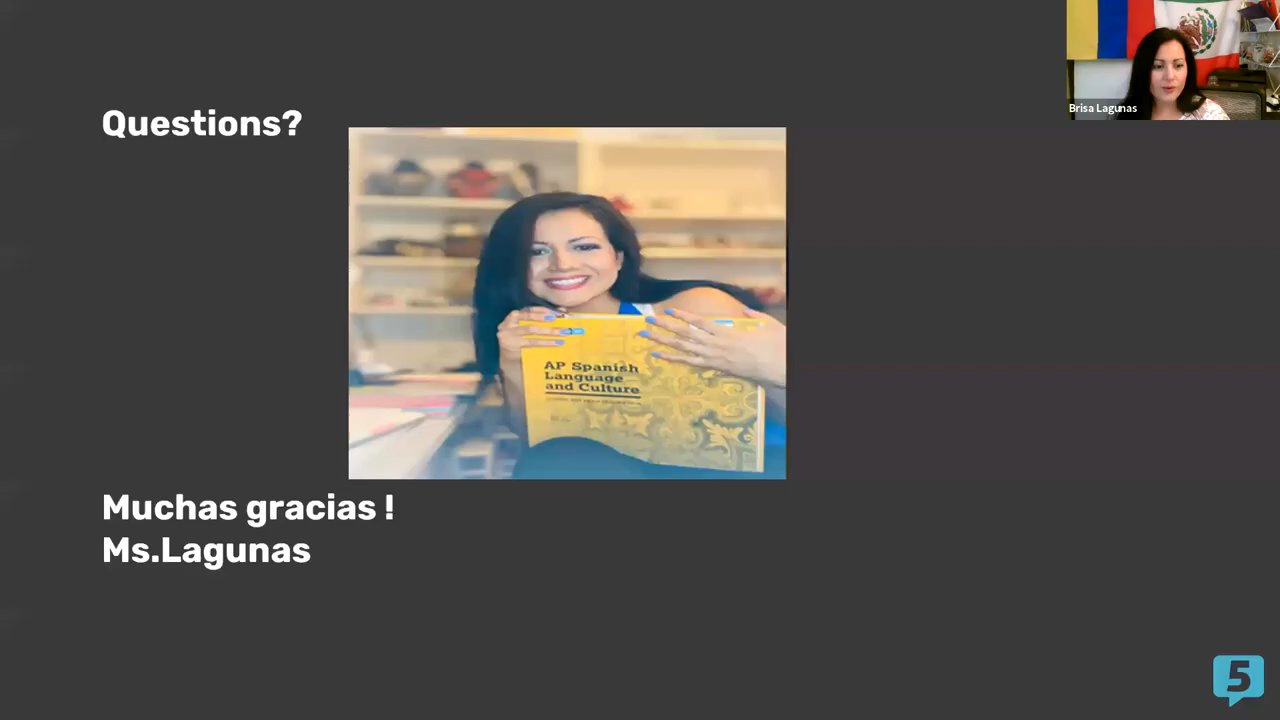 Brisa Lagunas
Questions?
AP Spanish
Language
and Culture
Muchas gracias !
Ms.Lagunas
5